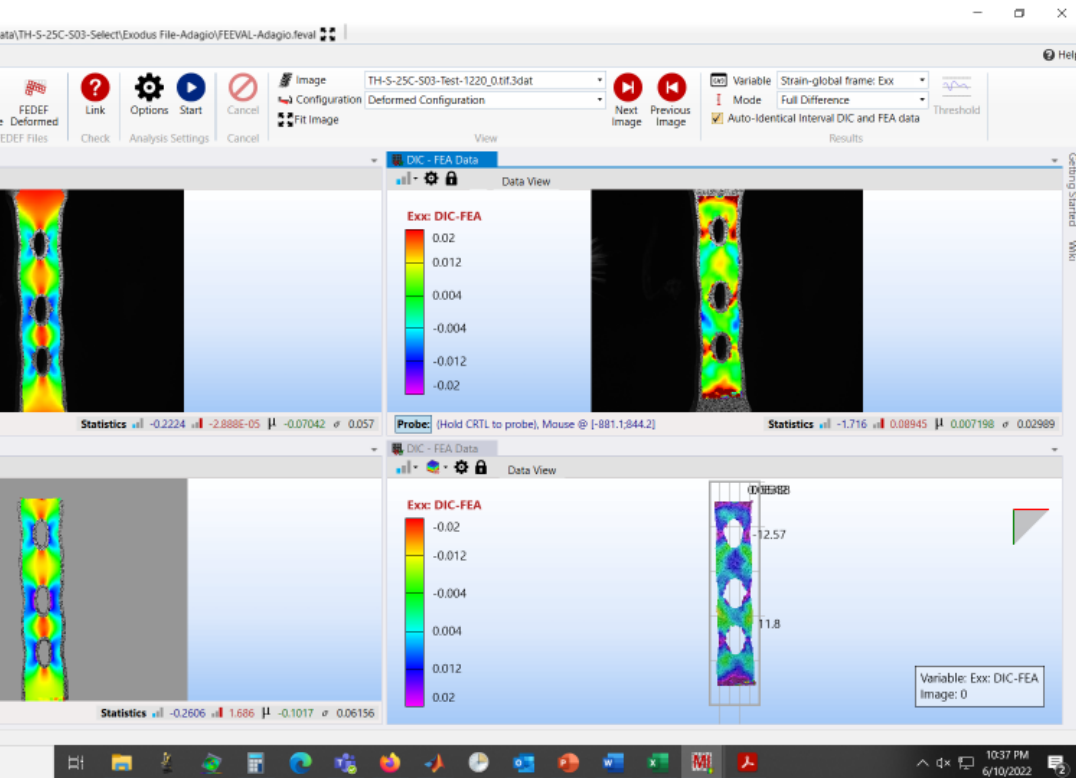 ata\TH-S-25C-S03-Select\Exodus File-Adagio\FEEVAL-Adagio.feval
Help
FEDEF
Deformed
EDEF Files
Link
Check
Options
Start
Analysis Settings
Cancel
Cancel
Image
TH-S-25C-S03-Test-1220_0.tif.3dat
Configuration
Deformed Configuration
Fit Image
Next Image
Previous Image
View
Variable
Strain-global frame: Exx
Mode
Full Difference
Auto-Identical Interval DIC and FEA data
Results
Threshold
Getting Started
Wiki
DIC - FEA Data
Data View
Exx: DIC-FEA
0.02
0.012
0.004
-0.004
-0.012
-0.02
Statistics -0.2224 -2.888E-05 μ -0.07042 σ 0.057
Probe: (Hold CRTL to probe), Mouse @ [-881.1;844.2]
Statistics -1.716 0.08945 μ 0.007198 σ 0.02989
DIC - FEA Data
Data View
Exx: DIC-FEA
-0.02
-0.012
-0.004
0.004
0.012
0.02
-12.57
11.8
Variable: Exx: DIC-FEA
Image: 0
Statistics -0.2606 1.686 μ -0.1017 σ 0.06156
10:37 PM
6/10/2022
2